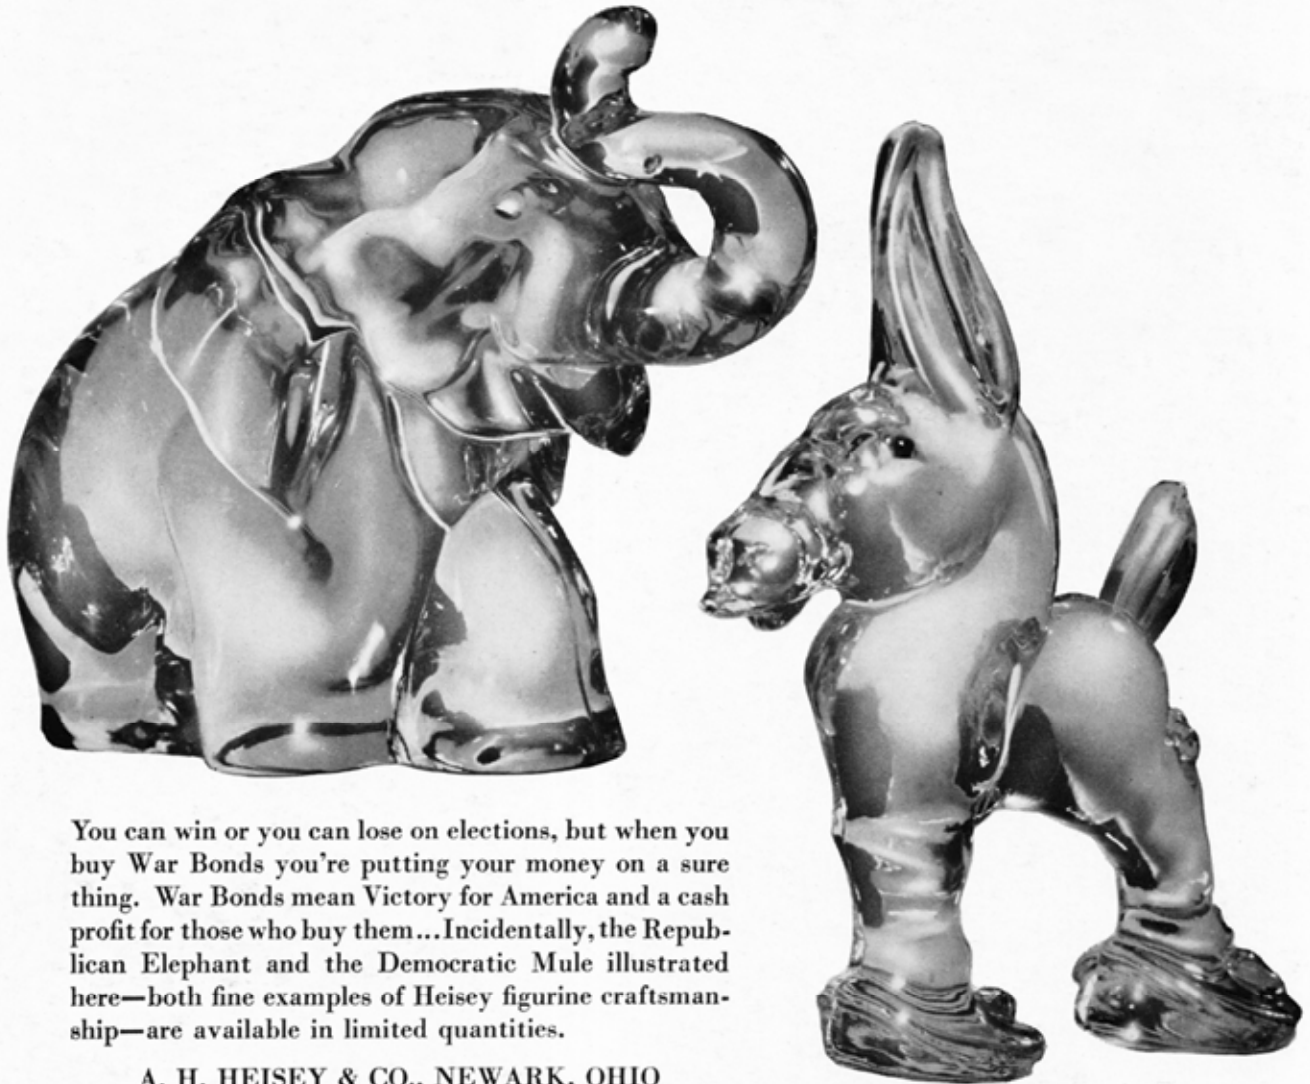 You can win or you can lose on elections, but when you
buy War Bonds you're putting your money on a sure
thing. War Bonds mean Victory for America and a cash
profit for those who buy them...Incidentally, the Repub-
lican Elephant and the Democratic Mule illustrated
here—both fine examples of Heisey figurine craftsman-
ship—are available in limited quantities.
A. H. HEISEY & CO., NEWARK, OHIO